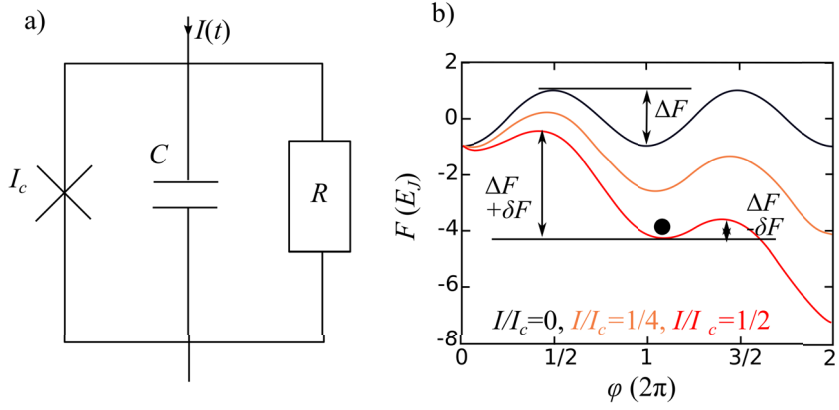 a)
I(t)
C
I_c
R
b)
F (E_J)
2
0
-2
-4
-6
-8
ΔF
ΔF
+δF
ΔF
-δF
I/I_c=0, I/I_c=1/4, I/I_c=1/2
0
1/2
1
3/2
2
φ (2π)